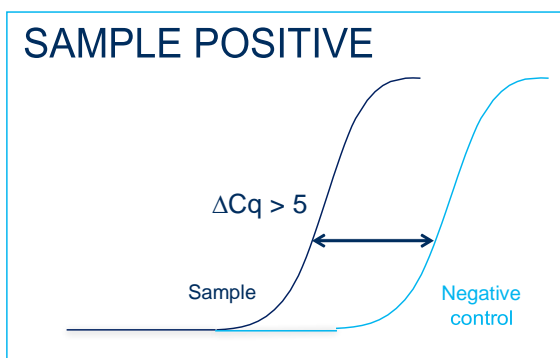 SAMPLE POSITIVE
ΔCq > 5
Sample
Negative
control